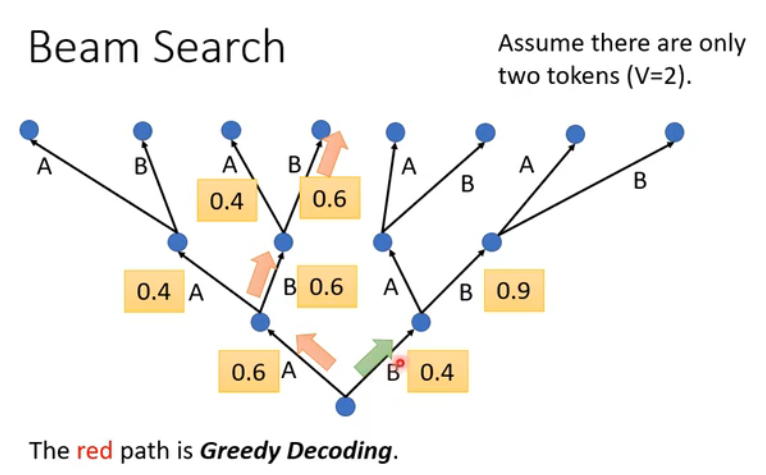 Beam Search
Assume there are only
two tokens (V=2).
A B A B A B A B
0.4 0.6
0.4 A B 0.6 A B 0.9
0.6 A B 0.4
The red path is Greedy Decoding.